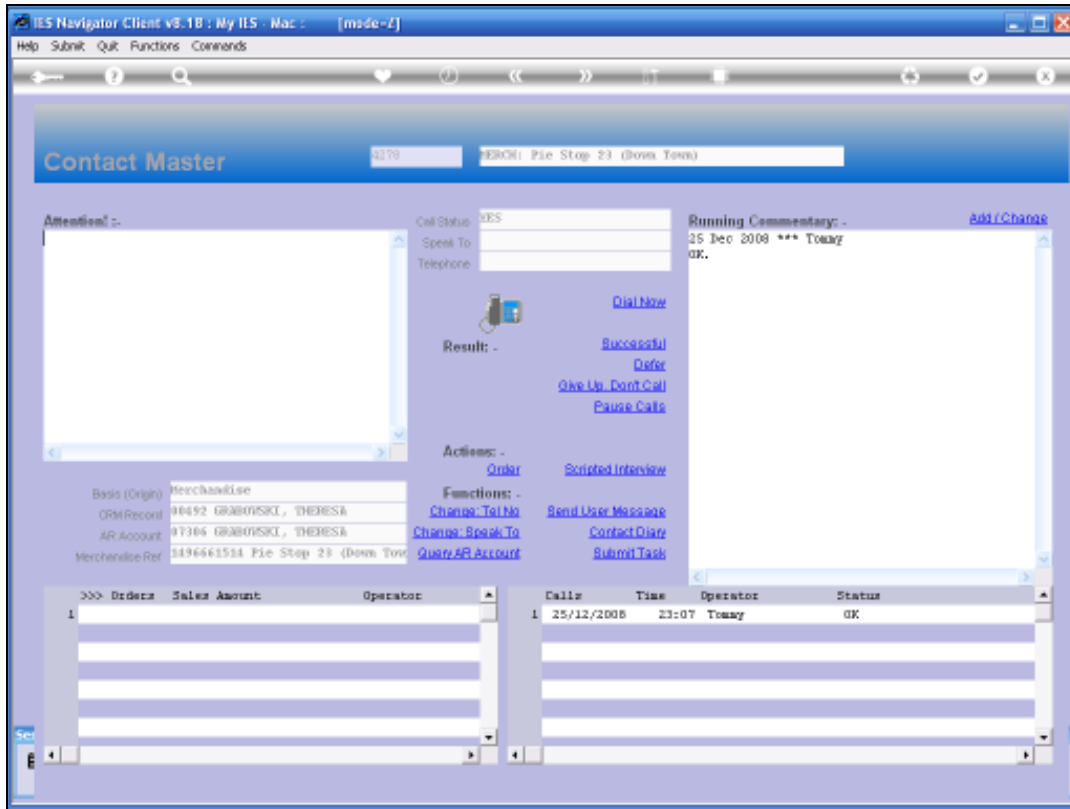 IES Navigator Client v8.1B : My IES - Mac : [mode=Z]
Help Submit Quit Functions Commands
Contact Master
4278
MERCH: Pie Stop 23 (Down Town)
Attention! :-
Call Status YES
Speak To
Telephone
Running Commentary: -
Add / Change
25 Dec 2008 *** Tommy
OK.
Dial Now
Result: -
Successful
Defer
Give Up. Don't Call
Pause Calls
Actions: -
Order
Scripted Interview
Functions: -
Change: Tel No
Send User Message
Change: Speak To
Contact Diary
Query AR Account
Submit Task
Basis (Origin) Merchandise
CRM Record 00492 GRABOWSKI, THERESA
AR Account 07306 GRABOWSKI, THERESA
Merchandise Ref 1496661514 Pie Stop 23 (Down Tow
>>> Orders Sales Amount Operator
1
Calls Time Operator Status
1 25/12/2008 23:07 Tommy OK